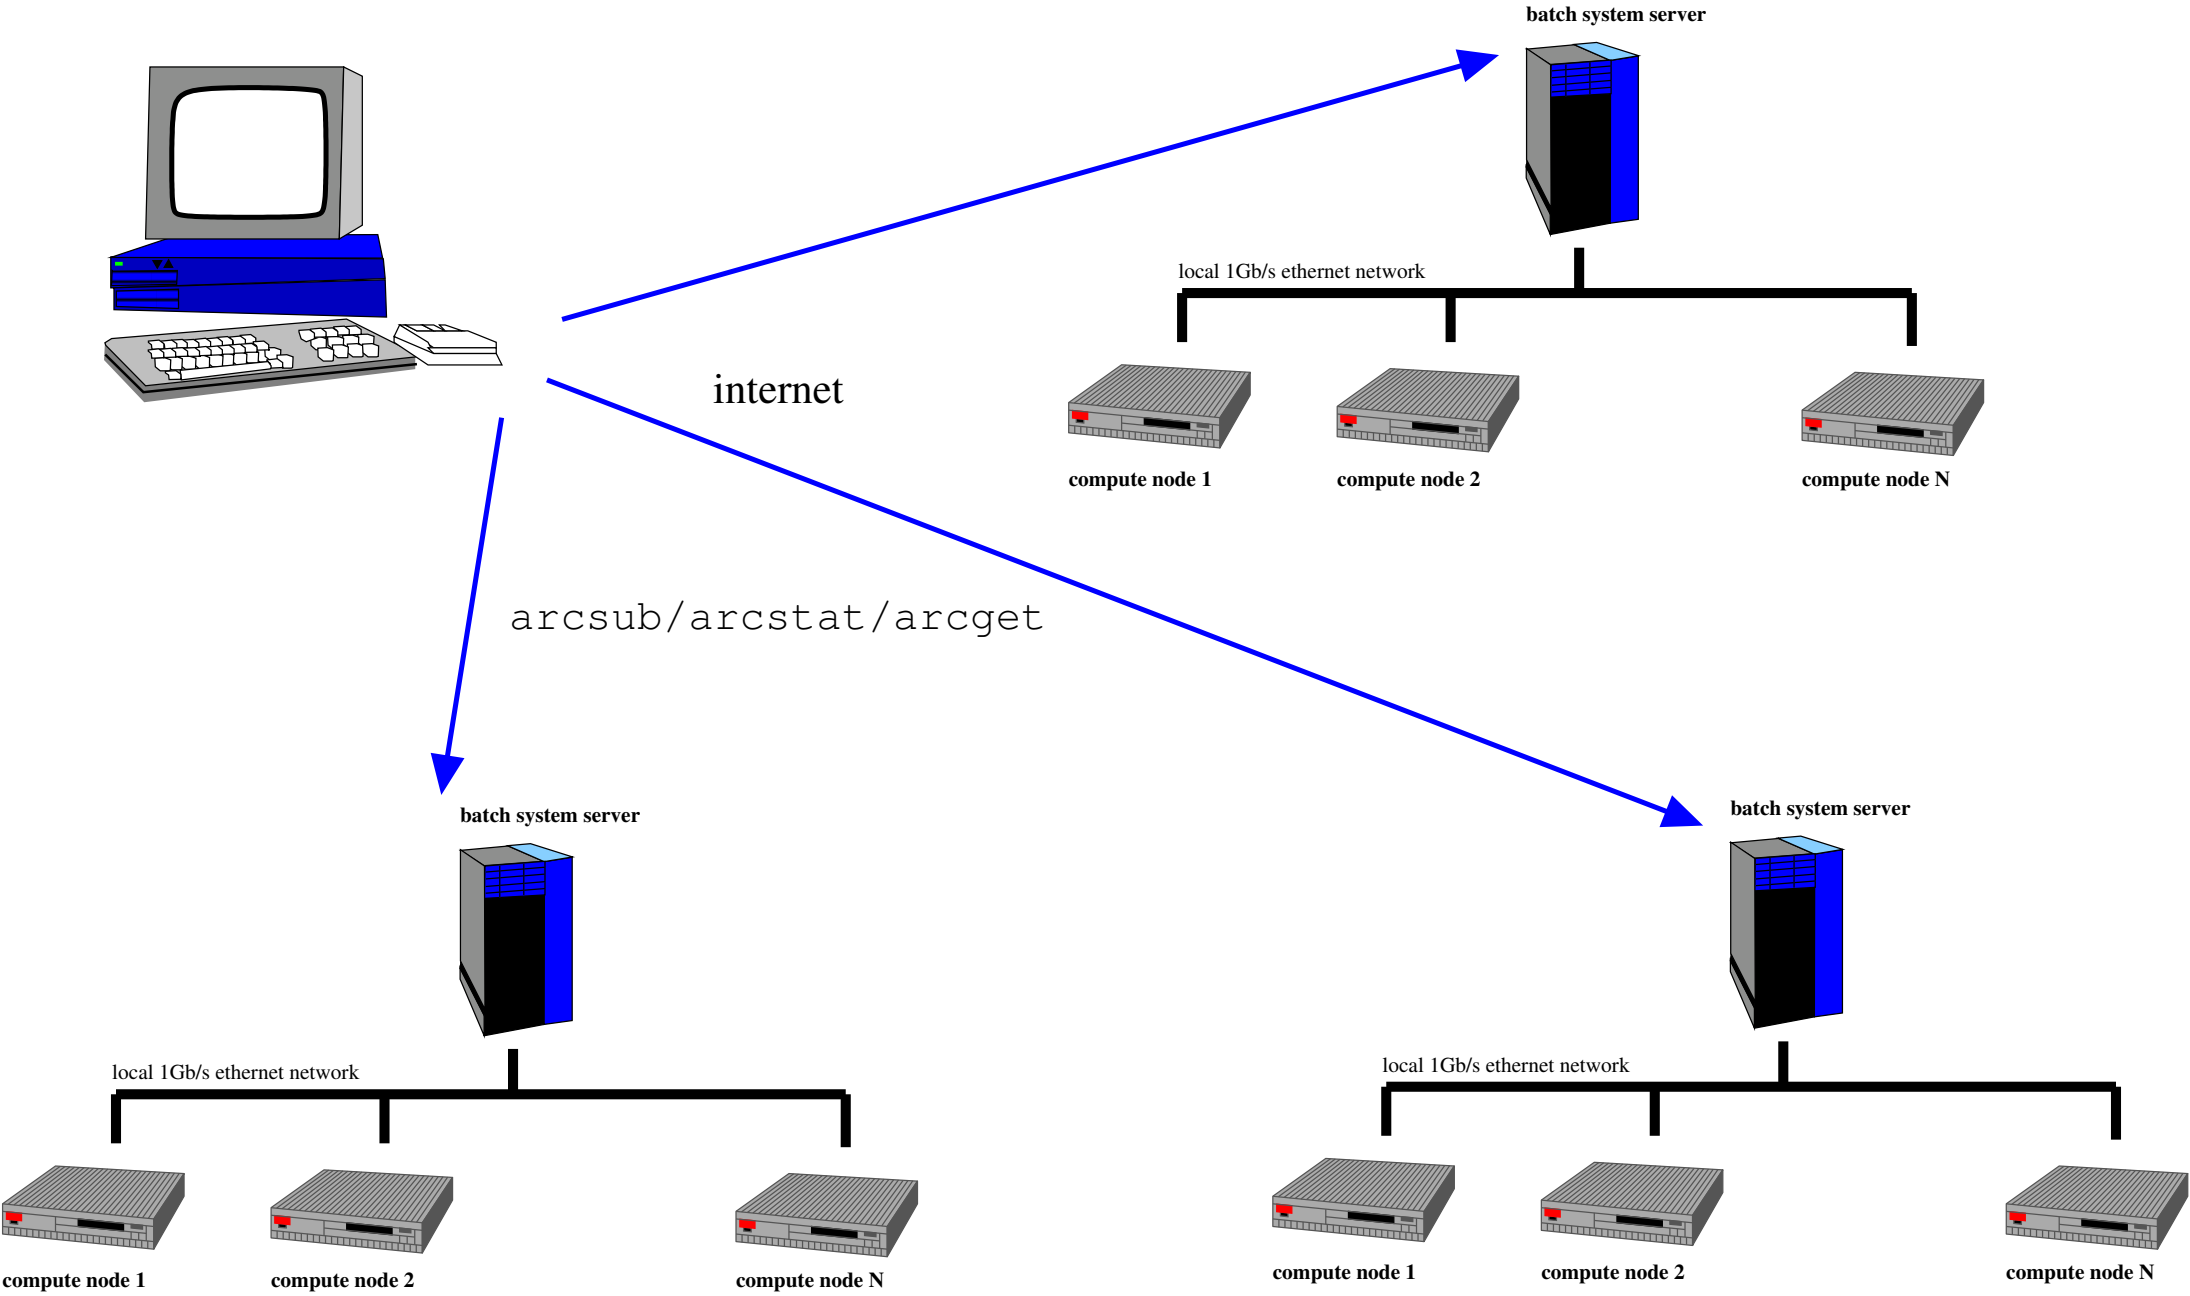 batch system server
local 1Gb/s ethernet network
internet
compute node 1
compute node 2
compute node N
arcsub/arcstat/arcget
batch system server
local 1Gb/s ethernet network
compute node 1
compute node 2
compute node N
batch system server
local 1Gb/s ethernet network
compute node 1
compute node 2
compute node N